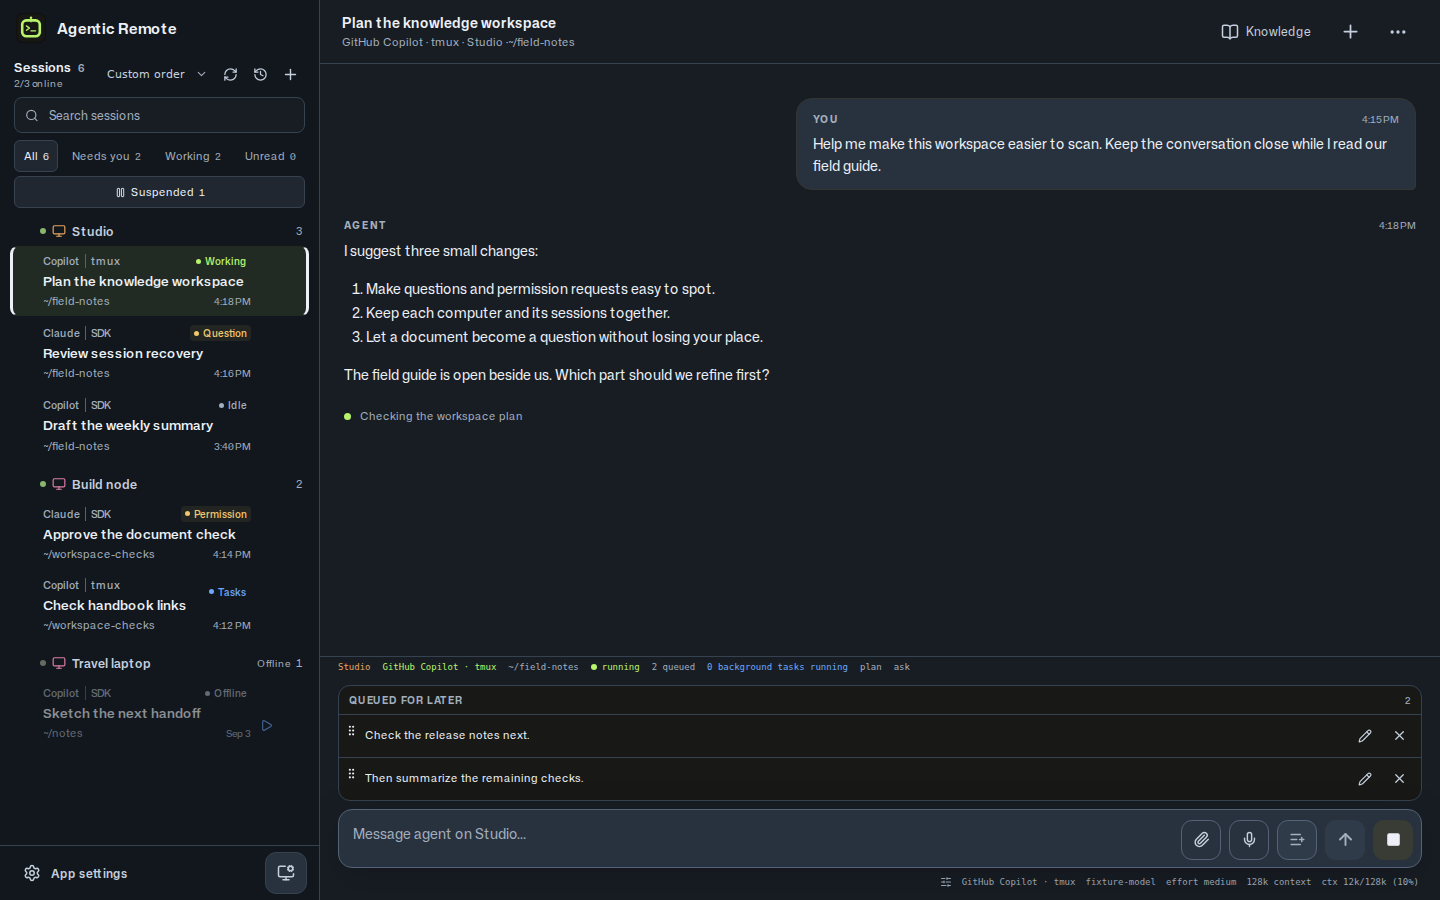 Agentic Remote
Sessions 6
2/3 online
Custom order
Search sessions
All 6
Needs you 2
Working 2
Unread 0
Suspended 1
Studio 3
Copilot | tmux
Working
Plan the knowledge workspace
~/field-notes
4:18 PM
Claude | SDK
Question
Review session recovery
~/field-notes
4:16 PM
Copilot | SDK
Idle
Draft the weekly summary
~/field-notes
3:40 PM
Build node 2
Claude | SDK
Permission
Approve the document check
~/workspace-checks
4:14 PM
Copilot | tmux
Tasks
Check handbook links
~/workspace-checks
4:12 PM
Travel laptop
Offline 1
Copilot | SDK
Offline
Sketch the next handoff
~/notes
Sep 3
App settings
Plan the knowledge workspace
GitHub Copilot · tmux · Studio · ~/field-notes
Knowledge
YOU
4:15 PM
Help me make this workspace easier to scan. Keep the conversation close while I read our
field guide.
AGENT
4:18 PM
I suggest three small changes:
1. Make questions and permission requests easy to spot.
2. Keep each computer and its sessions together.
3. Let a document become a question without losing your place.
The field guide is open beside us. Which part should we refine first?
Checking the workspace plan
Studio GitHub Copilot · tmux ~/field-notes running 2 queued 0 background tasks running plan ask
QUEUED FOR LATER 2
Check the release notes next.
Then summarize the remaining checks.
Message agent on Studio...
GitHub Copilot · tmux fixture-model effort medium 128k context ctx 12k/128k (10%)